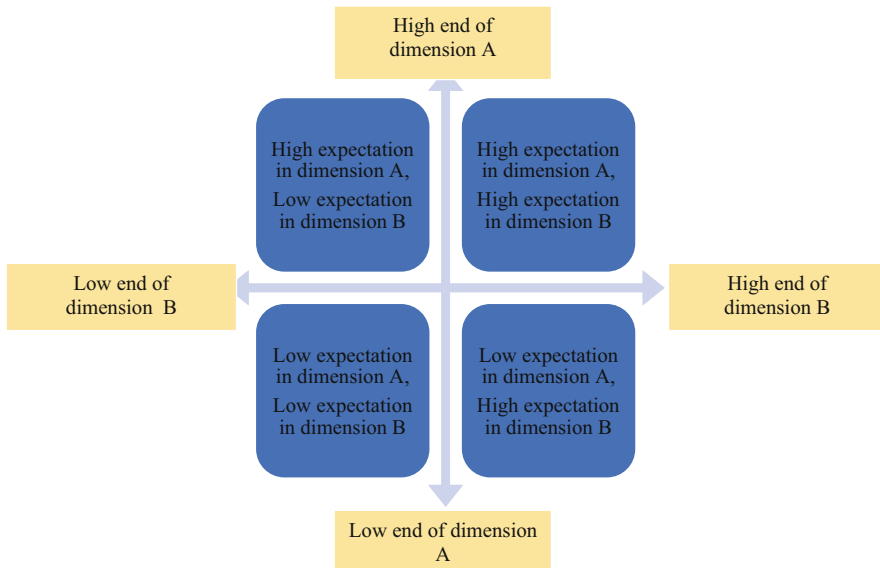 High end of
dimension A
High expectation
in dimension A,
Low expectation
in dimension B
High expectation
in dimension A,
High expectation
in dimension B
Low end of
dimension B
High end of
dimension B
Low expectation
in dimension A,
Low expectation
in dimension B
Low expectation
in dimension A,
High expectation
in dimension B
Low end of dimension
A